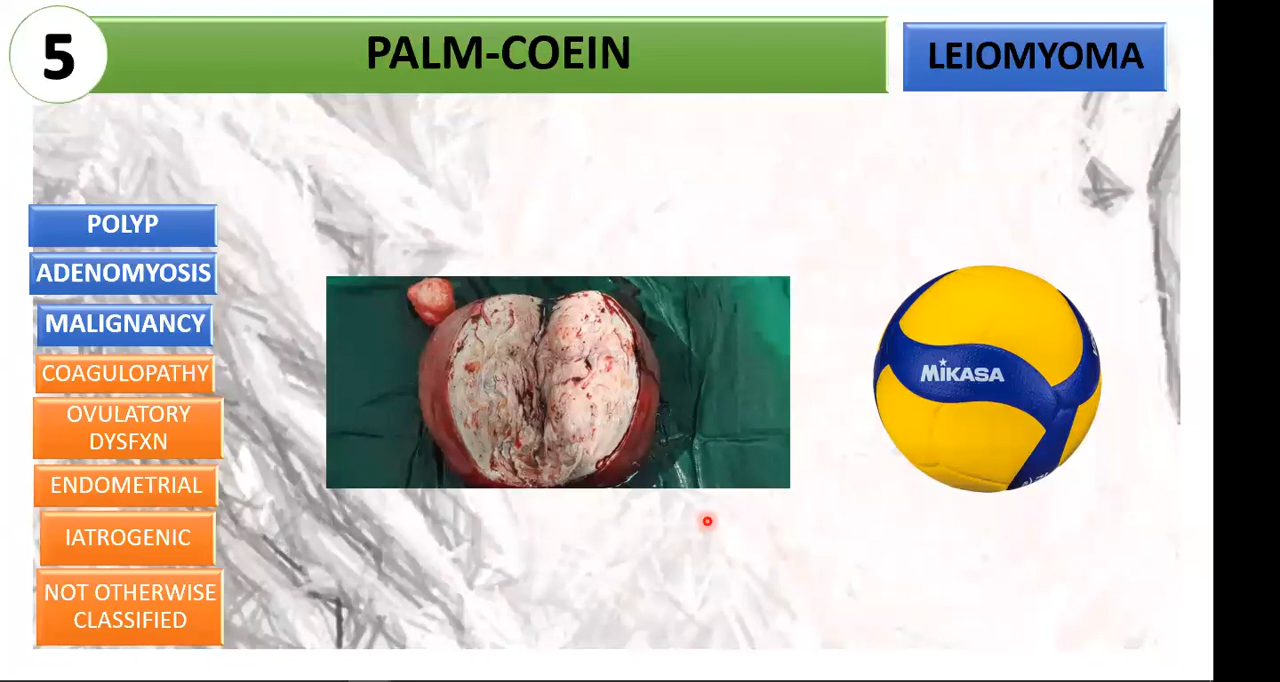 5
PALM-COEIN
LEIOMYOMA
POLYP
ADENOMYOSIS
MALIGNANCY
COAGULOPATHY
OVULATORY
DYSFXN
ENDOMETRIAL
IATROGENIC
NOT OTHERWISE
CLASSIFIED
MIKASA